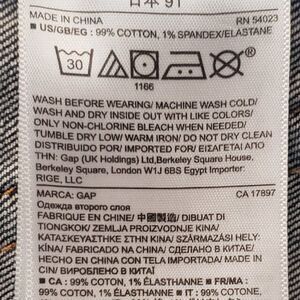 日本 91
MADE IN CHINA RN 54023
■ US/GB/EG : 99% COTTON, 1% SPANDEX/ELASTANE
30
1166
WASH BEFORE WEARING/ MACHINE WASH COLD/
WASH AND DRY INSIDE OUT WITH LIKE COLORS/
ONLY NON-CHLORINE BLEACH WHEN NEEDED/
TUMBLE DRY LOW/ WARM IRON/ DO NOT DRY CLEAN
DISTRIBUIDO POR/ IMPORTED BY/ ΕΙΣΑΓΕΤΑΙ ΑΠΟ
ΤΗΝ: Gap (UK Holdings) Ltd,Berkeley Square House,
Berkeley Square, London W1J 6BS Egypt Importer:
RIGE, LLC
MARCA: GAP CA 17897
Одежда второго слоя
FABRIQUE EN CHINE/ 中國製造/ DIBUAT DI
TIONGKOK/ ZEMLJA PROIZVODNJE KINA/
ΚΑΤΑΣΚΕΥΑΖΕΤΑΙ ΣΤΗΝ ΚΙΝΑ/ SZÁRMAZÁSI HELY:
KÍNA/ FABRICADO NA CHINA/ СДЕЛАНО В КИТАЕ/
HECHO EN CHINA CON TELA IMPORTADA/ MADE IN
CIN/ ВИРОБЛЕНО В КИТАЇ
■ CA : 99% COTON, 1% ÉLASTHANNE ■ FR/MA :
99% COTON, 1% ÉLASTHANNE ■ IT : 99% COTONE,